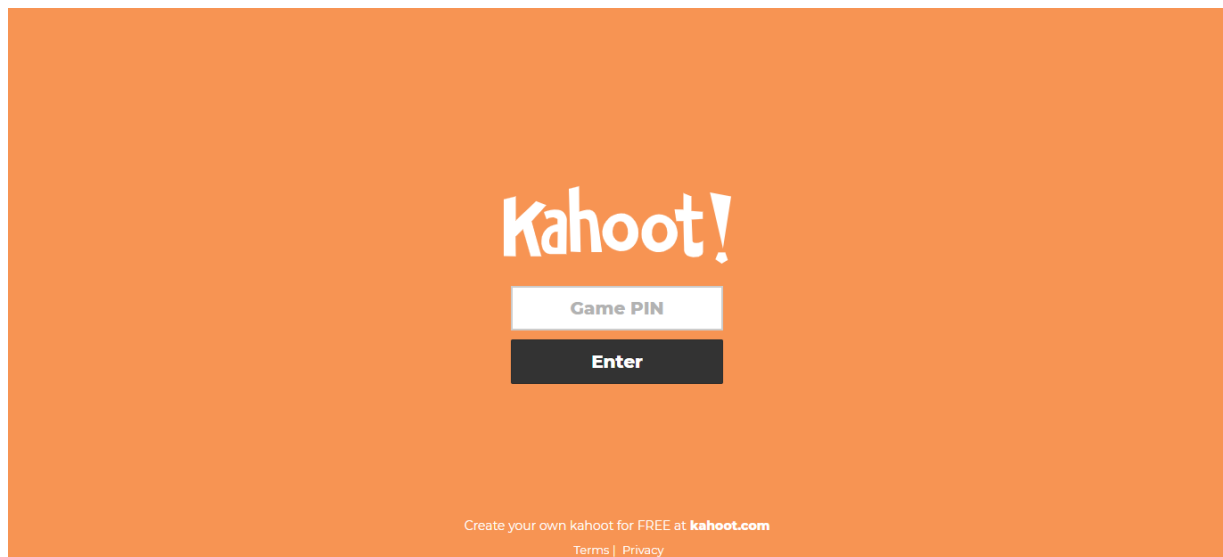 Kahoot!
Game PIN
Enter
Create your own kahoot for FREE at kahoot.com
Terms | Privacy